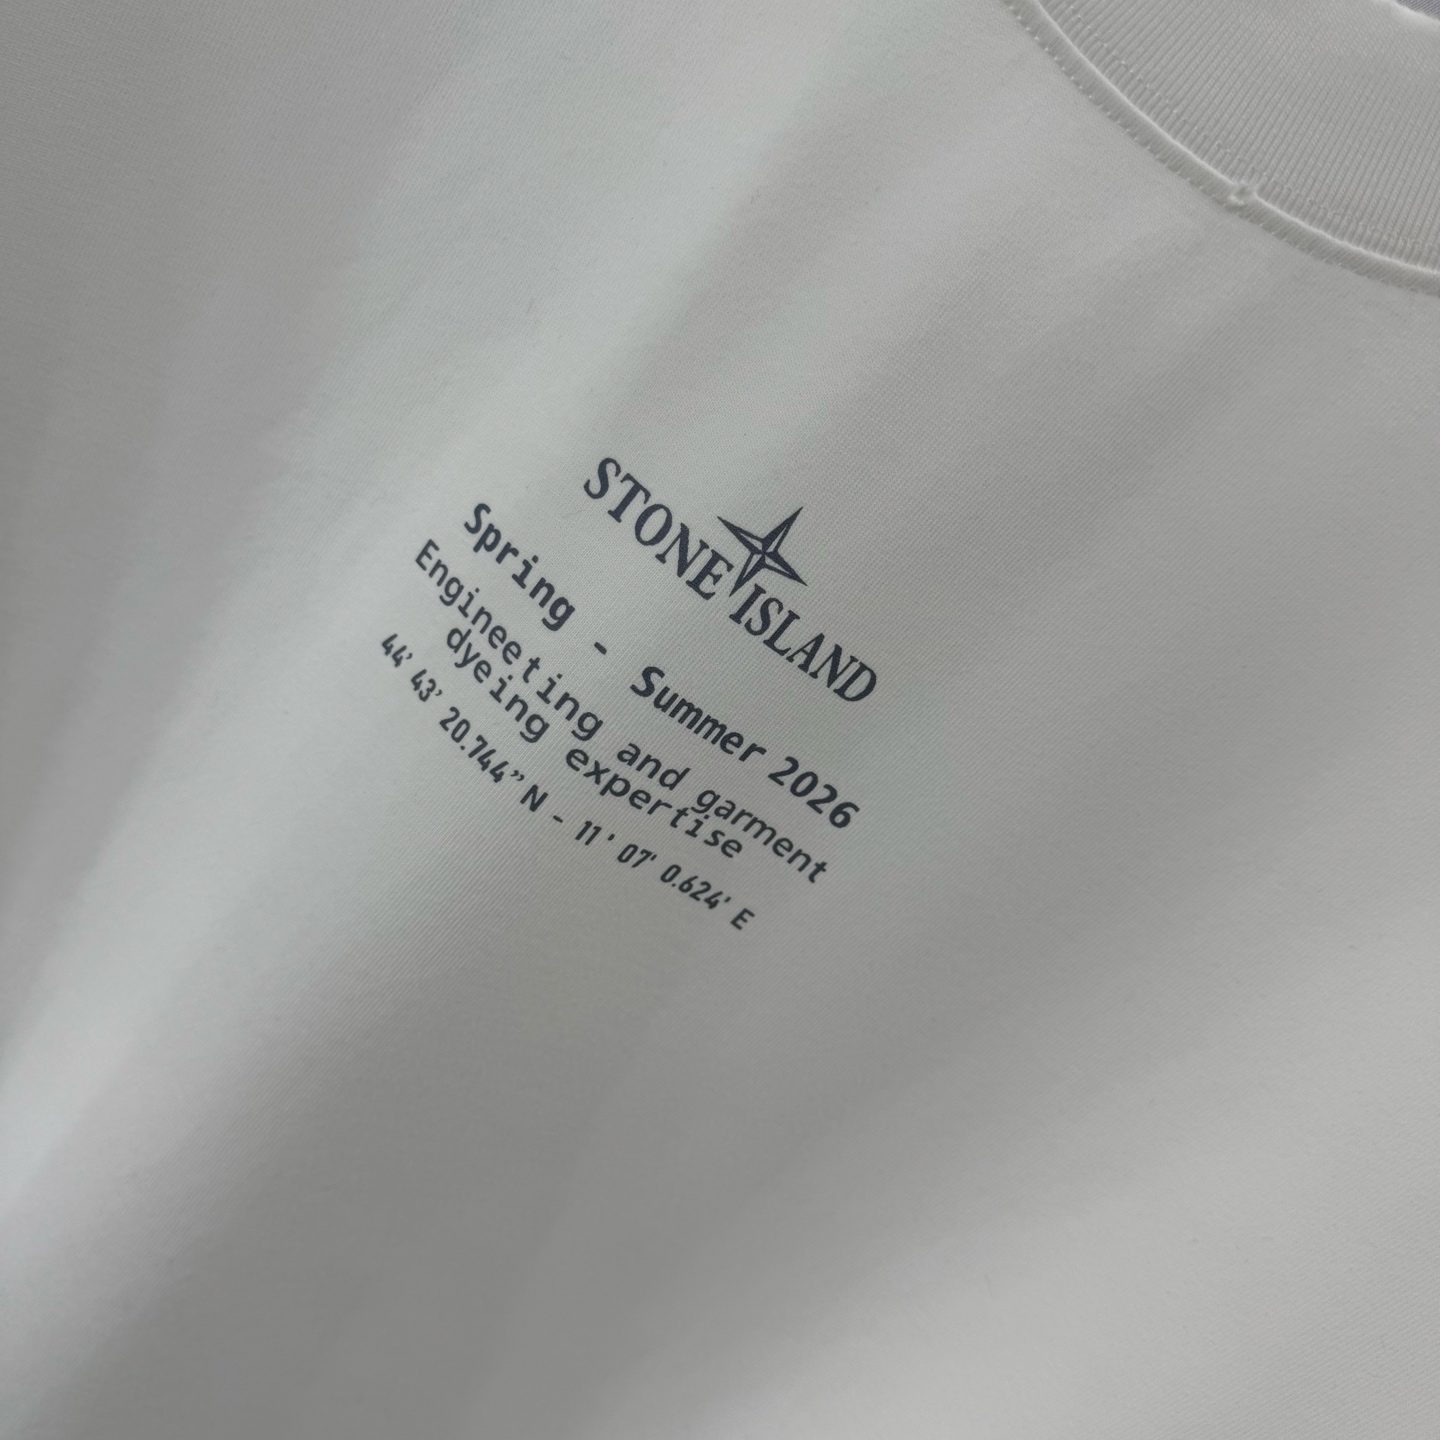 STONE ISLAND
Spring - Summer 2026
Engineeting and garment
dyeing expertise
44' 43' 20.744” N - 11' 07' 0.624' E